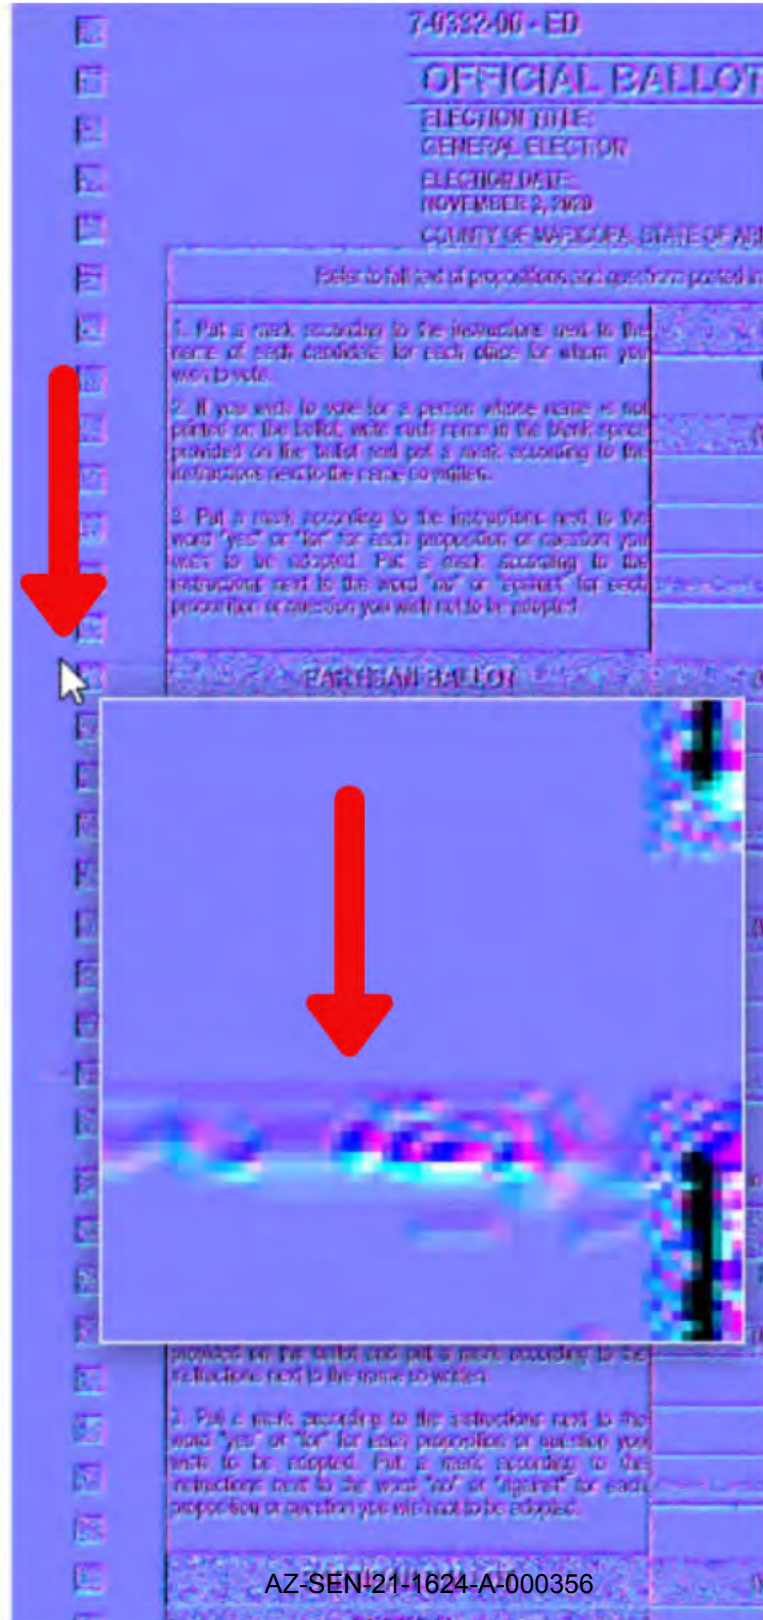 7-0332-00 - ED
OFFICIAL BALLOT
ELECTION TITLE:
GENERAL ELECTION
ELECTION DATE:
NOVEMBER 3, 2020
COUNTY OF MARICOPA, STATE OF
Refer to full text of propositions and questions posted in
1. Put a mark according to the instructions next to the
name of each candidate for each office for whom you
wish to vote.
2. If you wish to vote for a person whose name is not
printed on the ballot, write such name in the blank space
provided on the ballot and put a mark according to the
instructions next to the name so written.
3. Put a mark according to the instructions next to the
word "yes" or "for" for each proposition or question you
wish to be adopted. Put a mark according to the
instructions next to the word "no" or "against" for each
proposition or question you wish not to be adopted.
PARTISAN BALLOT
provided on the ballot and put a mark according to the
instructions next to the name so written.
3. Put a mark according to the instructions next to the
word "yes" or "for" for each proposition or question you
wish to be adopted. Put a mark according to the
instructions next to the word "no" or "against" for each
proposition or question you wish not to be adopted.
AZ-SEN-21-1624-A-000356